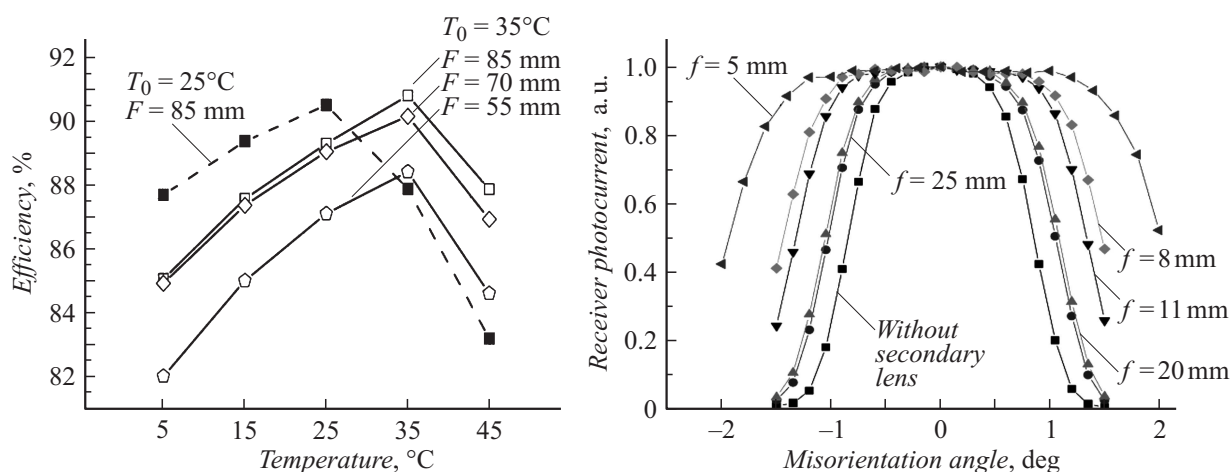 T0 = 35°C
T0 = 25°C
F = 85 mm
F = 85 mm
F = 70 mm
F = 55 mm
92
90
88
86
84
82
Efficiency, %
5
15
25
35
45
Temperature, °C
1.0
0.8
0.6
0.4
0.2
0
Receiver photocurrent, a. u.
f = 5 mm
f = 25 mm
f = 8 mm
f = 11 mm
f = 20 mm
Without
secondary
lens
−2
−1
0
1
2
Misorientation angle, deg